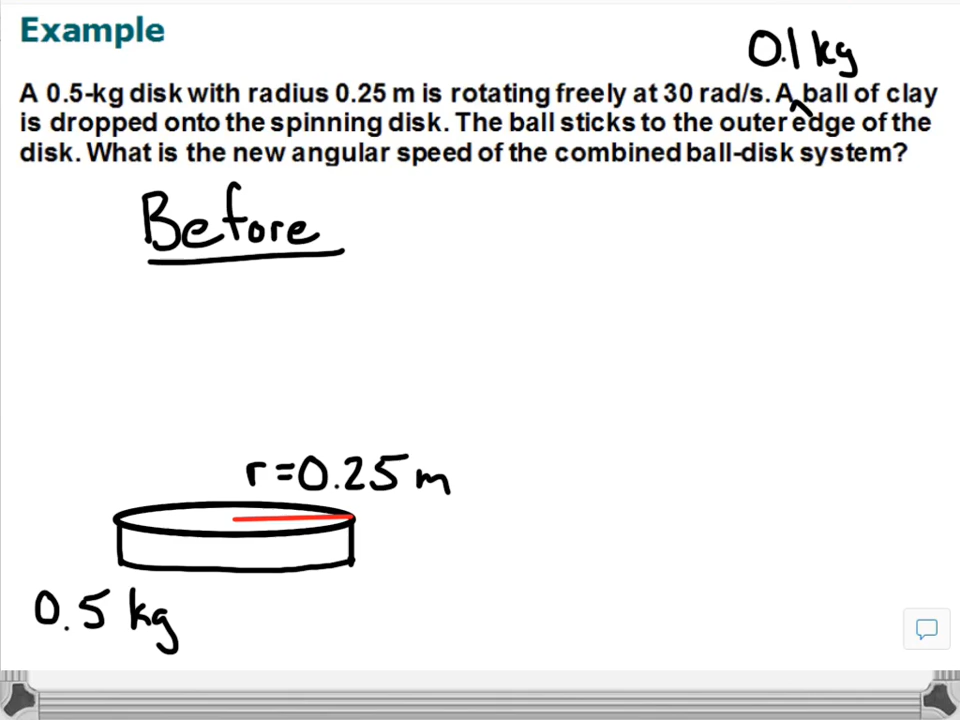 Example
0.1 kg
A 0.5-kg disk with radius 0.25 m is rotating freely at 30 rad/s. A ball of clay
is dropped onto the spinning disk. The ball sticks to the outer edge of the
disk. What is the new angular speed of the combined ball-disk system?
Before
r=0.25 m
0.5 kg